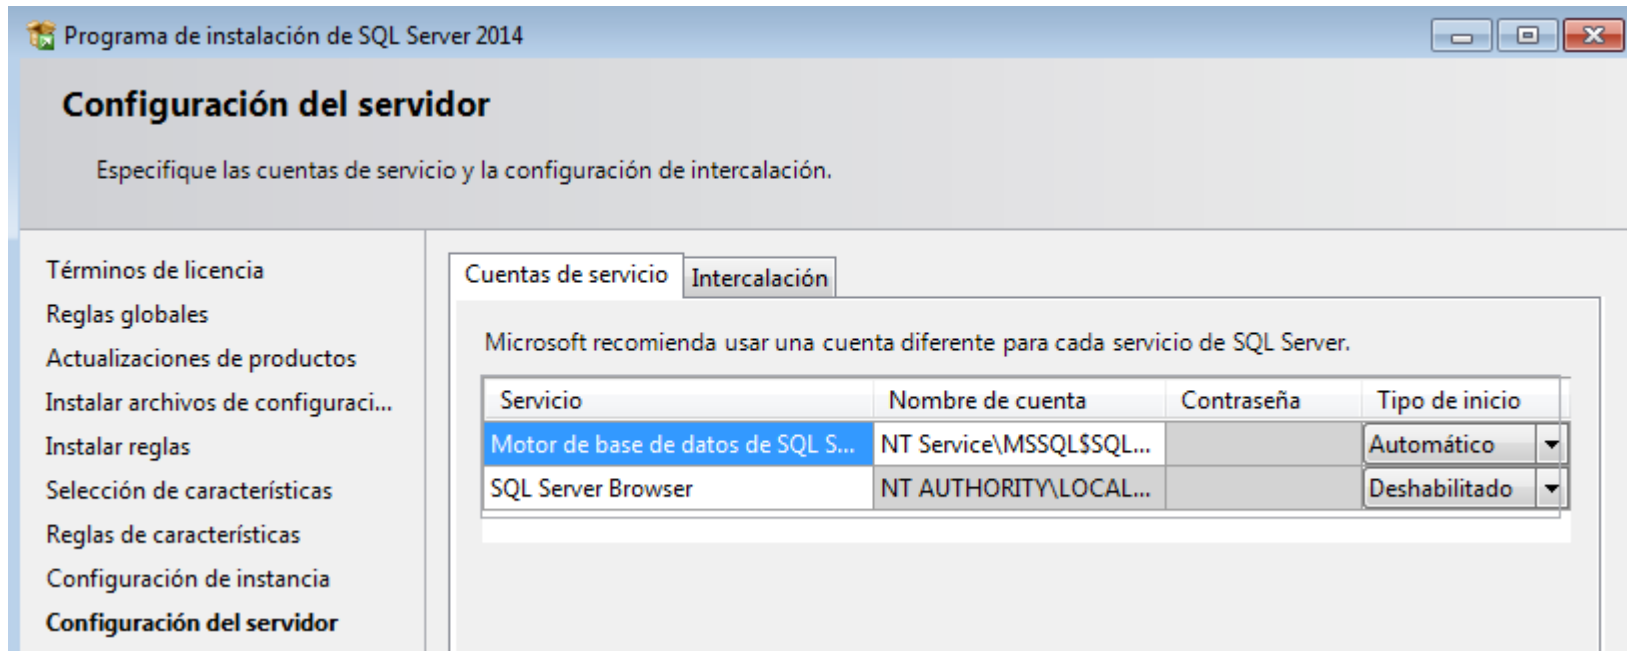 Programa de instalación de SQL Server 2014
Configuración del servidor
Especifique las cuentas de servicio y la configuración de intercalación.
Términos de licencia
Reglas globales
Actualizaciones de productos
Instalar archivos de configuraci...
Instalar reglas
Selección de características
Reglas de características
Configuración de instancia
Configuración del servidor
Cuentas de servicio Intercalación
Microsoft recomienda usar una cuenta diferente para cada servicio de SQL Server.
Servicio Nombre de cuenta Contraseña Tipo de inicio
Motor de base de datos de SQL S... NT Service\MSSQL$SQL... Automático
SQL Server Browser NT AUTHORITY\LOCAL... Deshabilitado